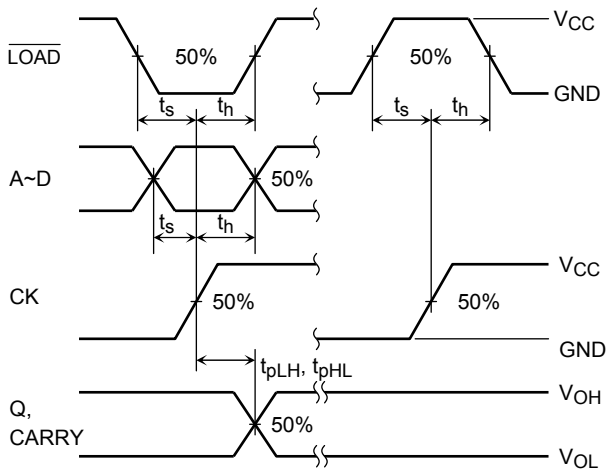 V_CC
LOAD 50% 50%
GND
t_s t_h t_s t_h
A~D 50%
t_s t_h
V_CC
CK 50% 50%
GND
t_pLH, t_pHL
V_OH
Q,
50%
CARRY
V_OL